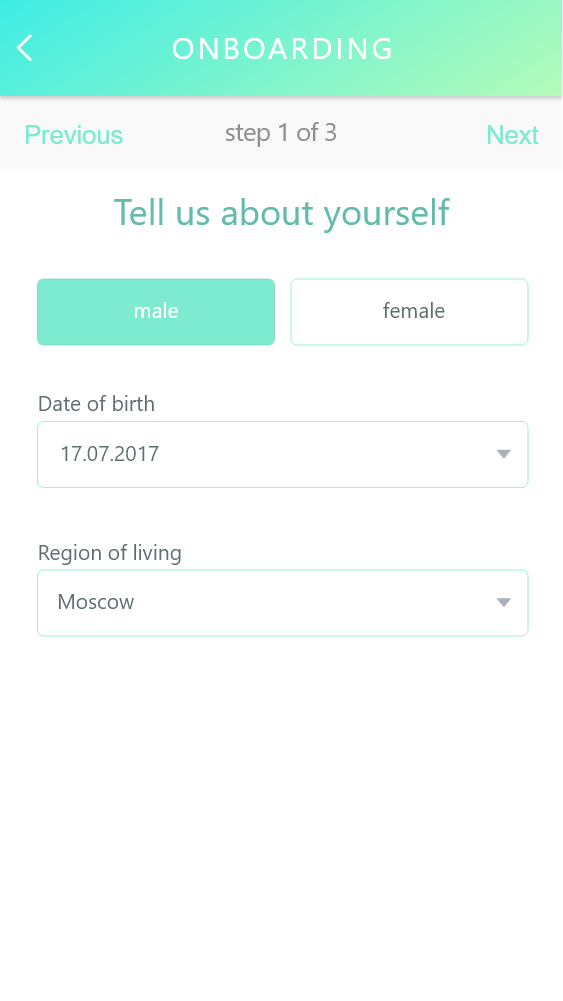 ONBOARDING
Previous step 1 of 3 Next
Tell us about yourself
male female
Date of birth
17.07.2017
Region of living
Moscow